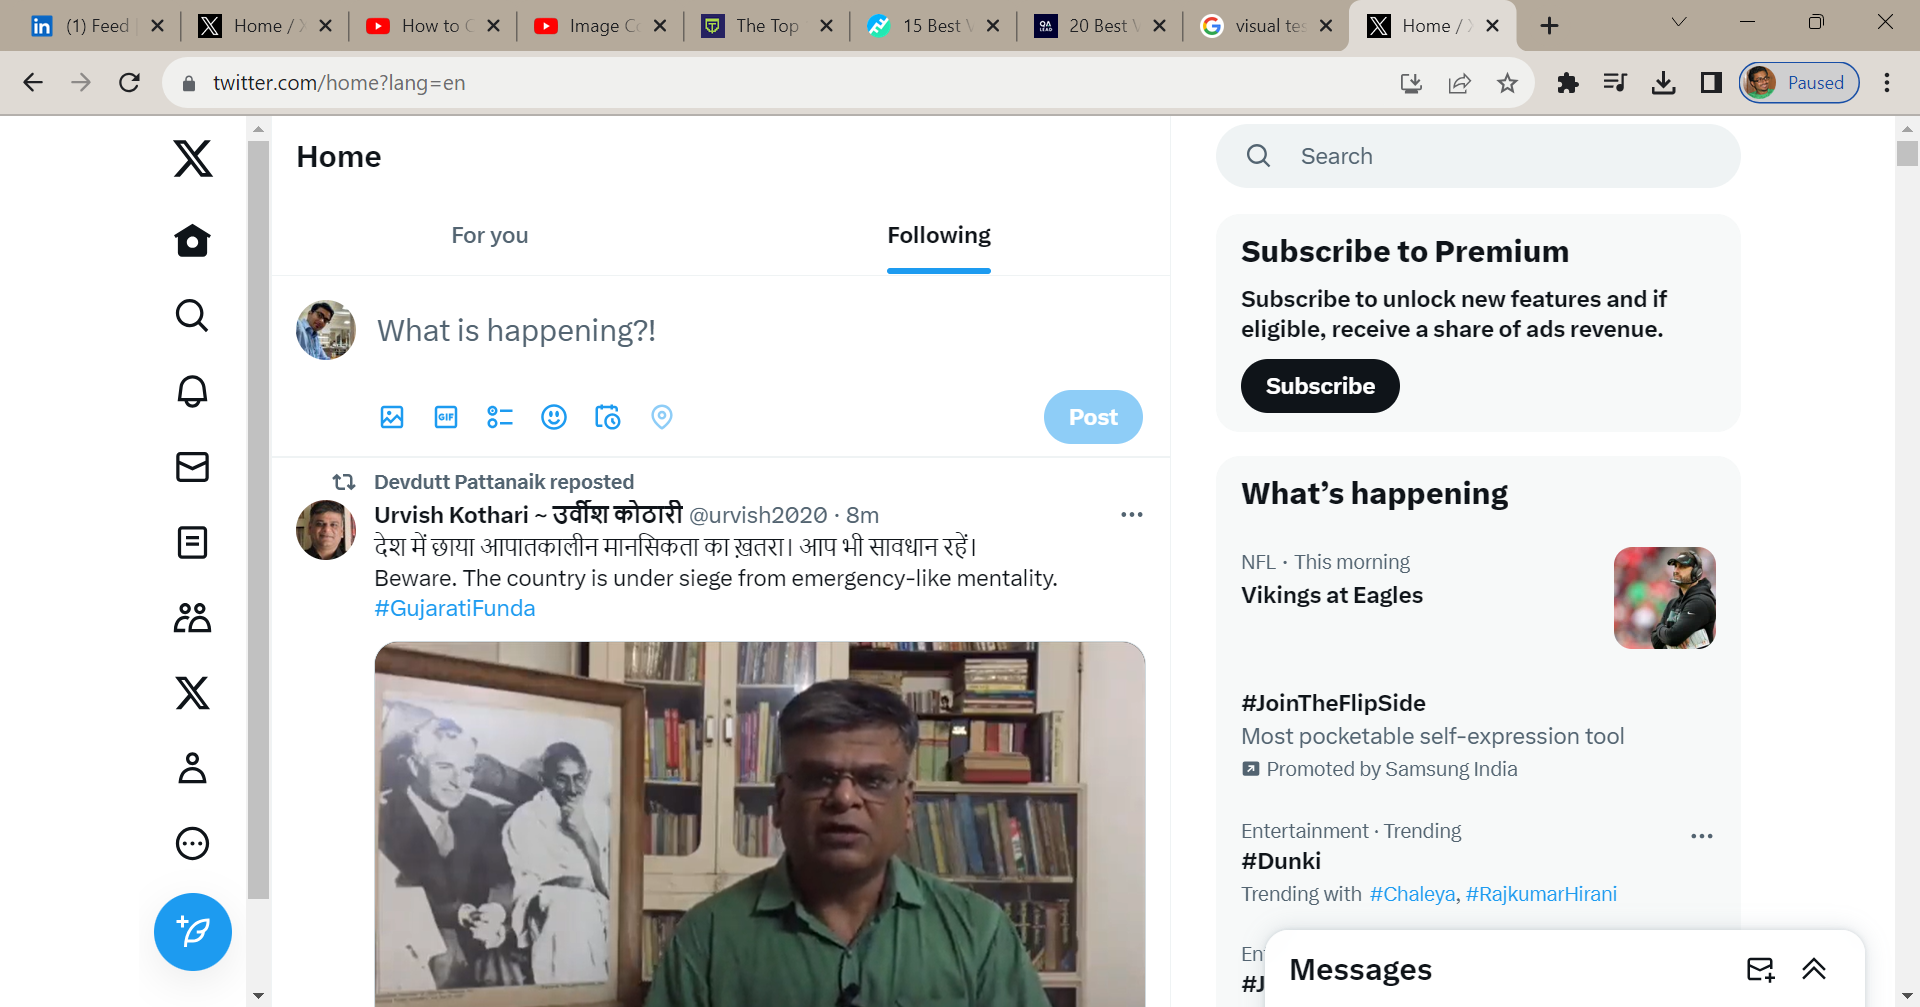 (1) Feed
Home /
How to
Image Co
The Top
15 Best
20 Best
visual tes
Home /
twitter.com/home?lang=en
Paused
Home
For you
Following
What is happening?!
GIF
Post
Devdutt Pattanaik reposted
Urvish Kothari ~ उर्वीश कोठारी @urvish2020 · 8m
देश में छाया आपातकालीन मानसिकता का ख़तरा। आप भी सावधान रहें।
Beware. The country is under siege from emergency-like mentality.
#GujaratiFunda
Search
Subscribe to Premium
Subscribe to unlock new features and if
eligible, receive a share of ads revenue.
Subscribe
What’s happening
NFL · This morning
Vikings at Eagles
#JoinTheFlipSide
Most pocketable self-expression tool
Promoted by Samsung India
Entertainment · Trending
#Dunki
Trending with #Chaleya, #RajkumarHirani
Messages